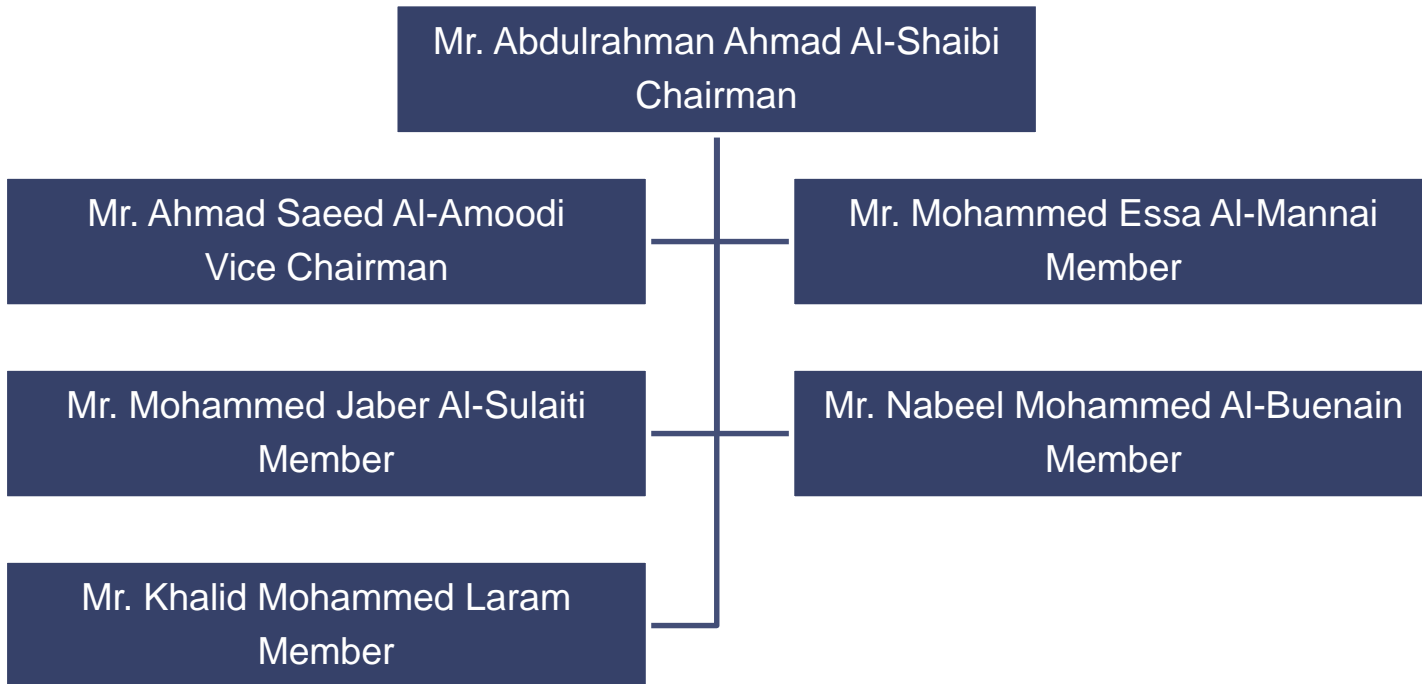 Mr. Abdulrahman Ahmad Al-Shaibi
Chairman
Mr. Ahmad Saeed Al-Amoodi
Vice Chairman
Mr. Mohammed Essa Al-Mannai
Member
Mr. Mohammed Jaber Al-Sulaiti
Member
Mr. Nabeel Mohammed Al-Buenain
Member
Mr. Khalid Mohammed Laram
Member